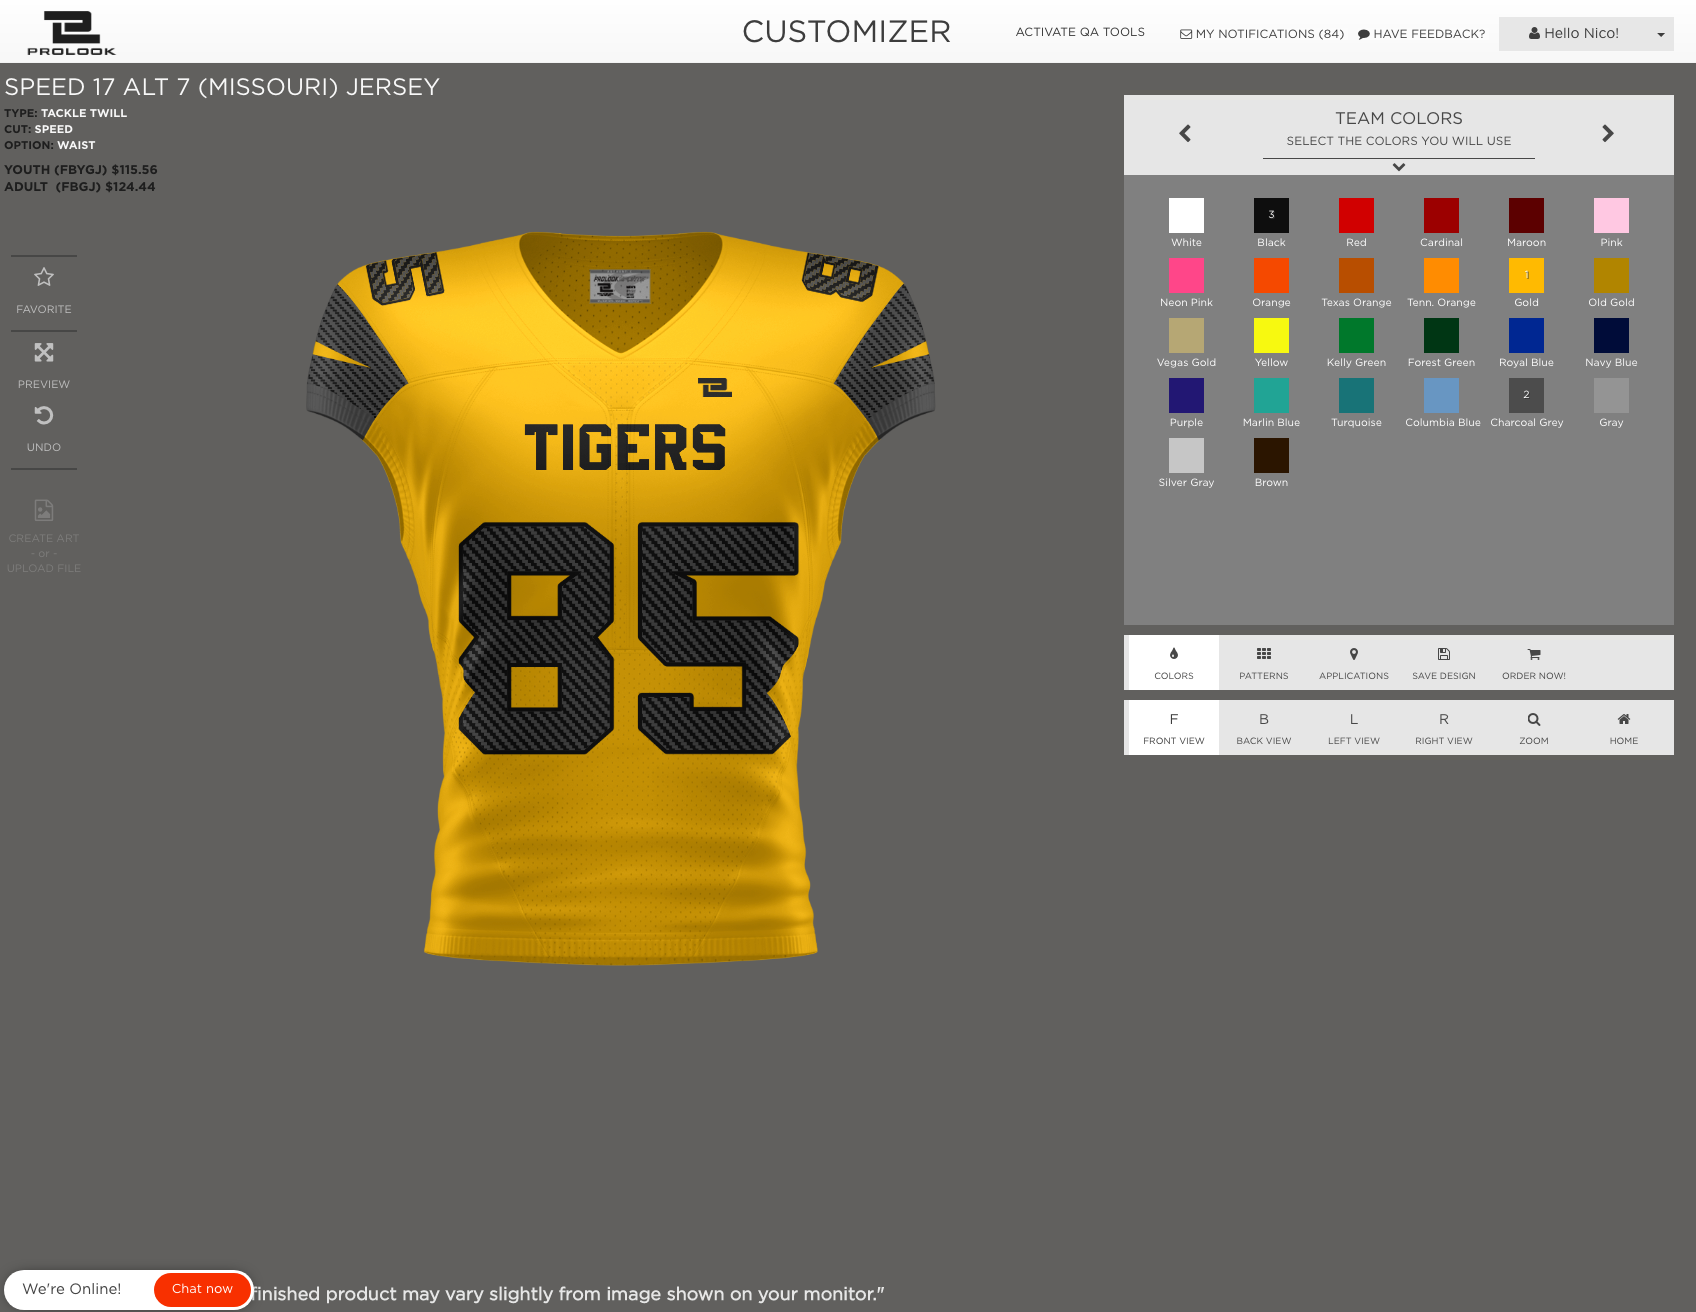 PROLOOK
CUSTOMIZER
ACTIVATE QA TOOLS
MY NOTIFICATIONS (84)
HAVE FEEDBACK?
Hello Nico!
SPEED 17 ALT 7 (MISSOURI) JERSEY
TYPE: TACKLE TWILL
CUT: SPEED
OPTION: WAIST
YOUTH (FBYGJ) $115.56
ADULT (FBGJ) $124.44
FAVORITE
PREVIEW
UNDO
CREATE ART
- or -
UPLOAD FILE
5
8
PROLOOK
TIGERS
85
TEAM COLORS
SELECT THE COLORS YOU WILL USE
3
White Black Red Cardinal Maroon Pink
1
Neon Pink Orange Texas Orange Tenn. Orange Gold Old Gold
Vegas Gold Yellow Kelly Green Forest Green Royal Blue Navy Blue
2
Purple Marlin Blue Turquoise Columbia Blue Charcoal Grey Gray
Silver Gray Brown
COLORS PATTERNS APPLICATIONS SAVE DESIGN ORDER NOW!
F B L R
FRONT VIEW BACK VIEW LEFT VIEW RIGHT VIEW ZOOM HOME
We're Online! Chat now
finished product may vary slightly from image shown on your monitor."